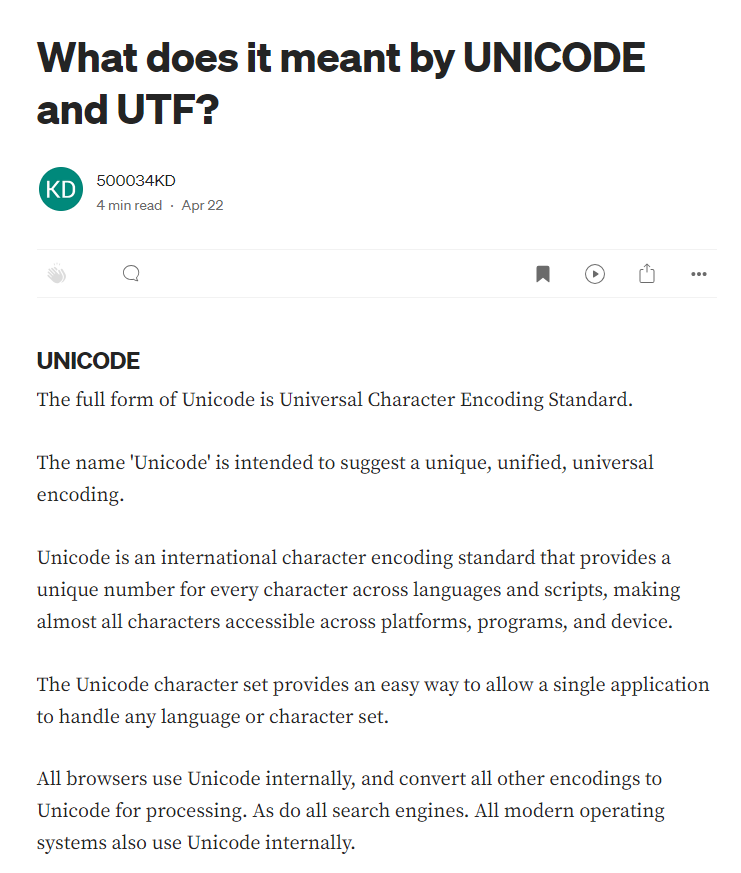 What does it meant by UNICODE
and UTF?
KD
500034KD
4 min read · Apr 22
UNICODE
The full form of Unicode is Universal Character Encoding Standard.
The name 'Unicode' is intended to suggest a unique, unified, universal
encoding.
Unicode is an international character encoding standard that provides a
unique number for every character across languages and scripts, making
almost all characters accessible across platforms, programs, and device.
The Unicode character set provides an easy way to allow a single application
to handle any language or character set.
All browsers use Unicode internally, and convert all other encodings to
Unicode for processing. As do all search engines. All modern operating
systems also use Unicode internally.